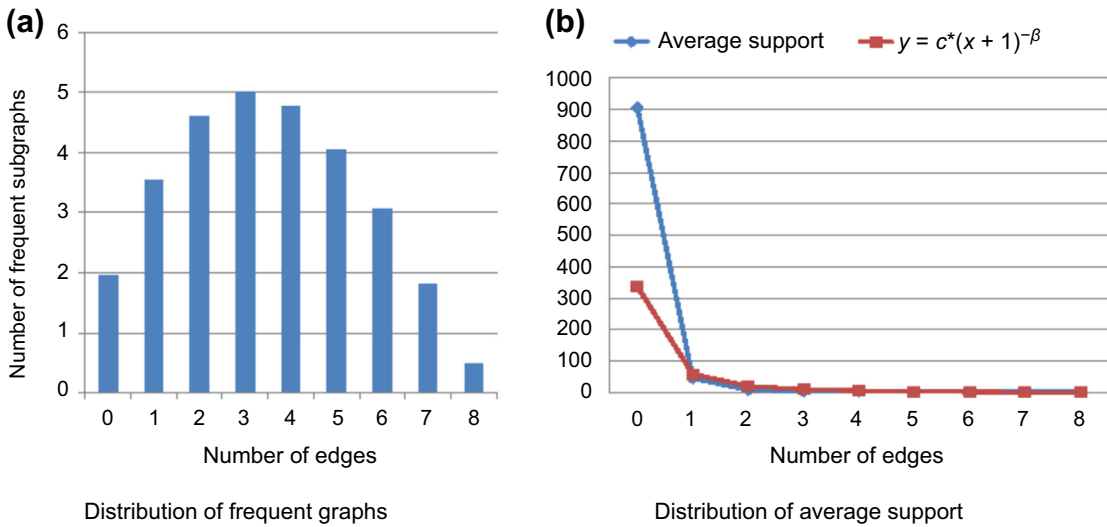 (a)
Number of frequent subgraphs
6
5
4
3
2
1
0
0 1 2 3 4 5 6 7 8
Number of edges
Distribution of frequent graphs
(b)
Average support
y = c*(x + 1)^−β
1000
900
800
700
600
500
400
300
200
100
0
0 1 2 3 4 5 6 7 8
Number of edges
Distribution of average support